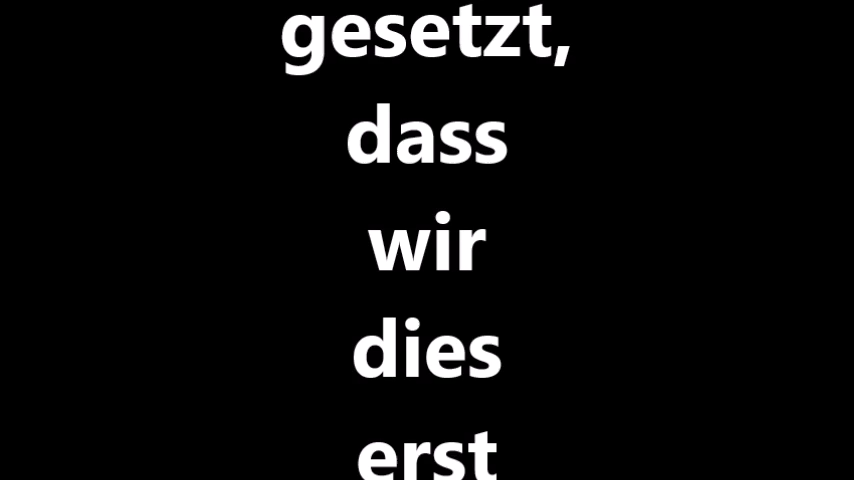 gesetzt,
dass
wir
dies
erst